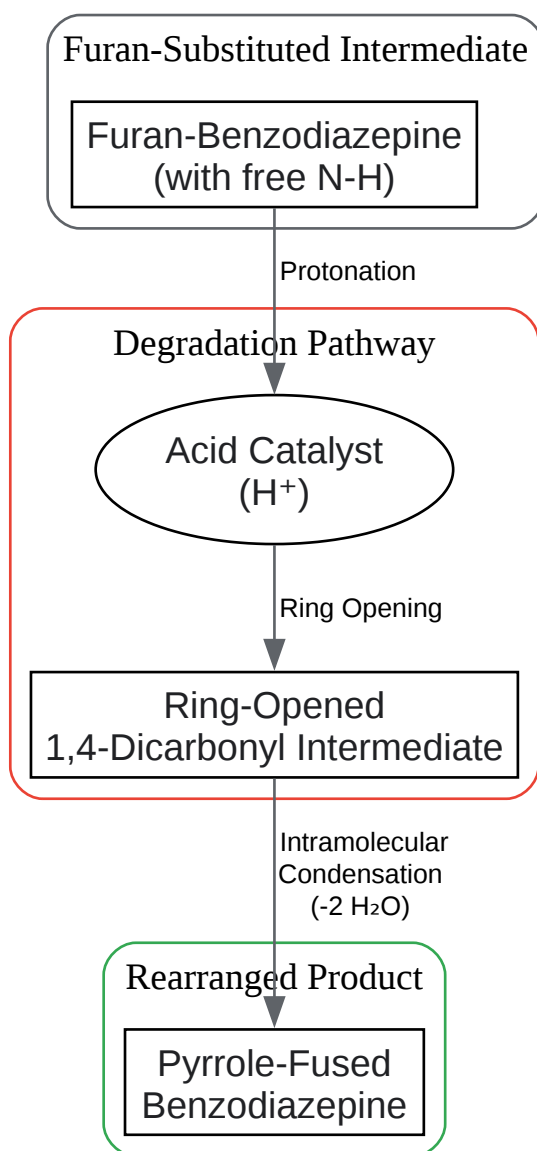 Furan-Substituted Intermediate
Furan-Benzodiazepine
(with free N-H)
Protonation
Degradation Pathway
Acid Catalyst
(H⁺)
Ring Opening
Ring-Opened
1,4-Dicarbonyl Intermediate
Intramolecular
Condensation
(-2 H₂O)
Rearranged Product
Pyrrole-Fused
Benzodiazepine